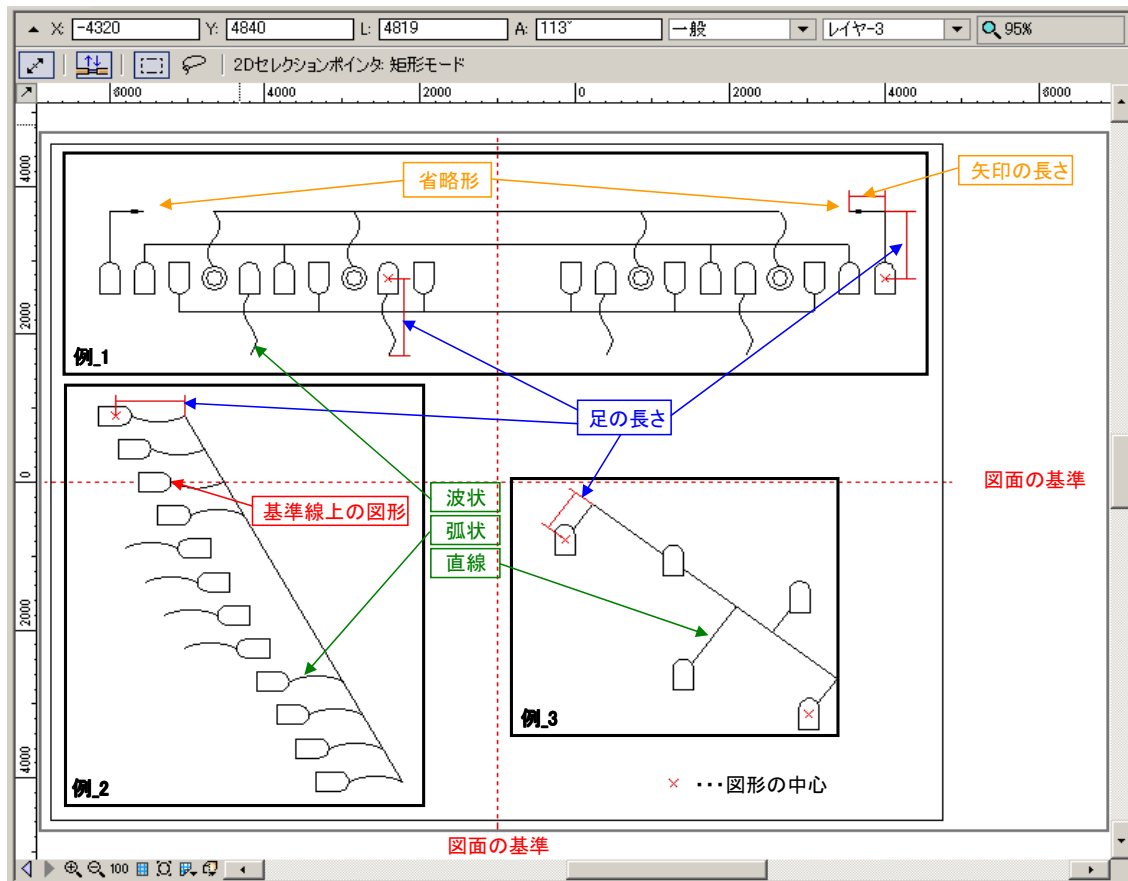 X: -4320 Y: 4840 L: 4819 A: 113° 一般 レイヤ-3 95%
2Dセレクションポインタ: 矩形モード
6000 4000 2000 0 2000 4000 6000
4000
2000
0
2000
4000
省略形
矢印の長さ
例_1
足の長さ
基準線上の図形
波状
弧状
直線
図面の基準
例_2
例_3
× ・・・図形の中心
図面の基準
100